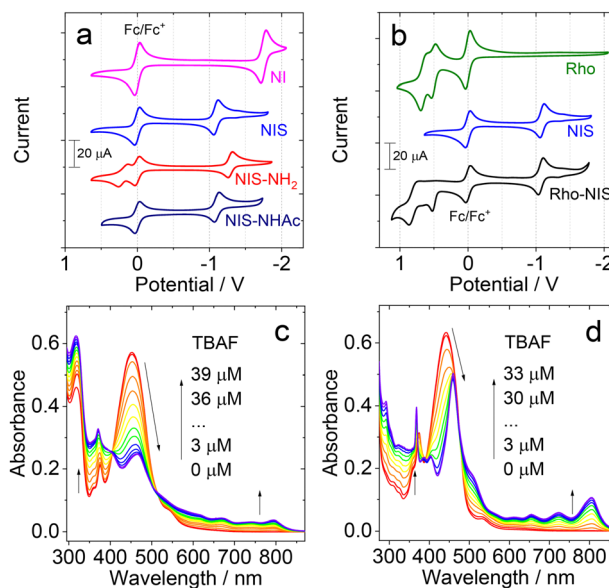 a
Fc/Fc⁺
NI
NIS
20 μA
NIS-NH₂
NIS-NHAc
Current
1 0 -1 -2
Potential / V
b
Rho
NIS
20 μA
Rho-NIS
Fc/Fc⁺
Current
1 0 -1 -2
Potential / V
c
TBAF
39 μM
36 μM
...
3 μM
0 μM
Absorbance
0.6
0.4
0.2
0.0
300 400 500 600 700 800
Wavelength / nm
d
TBAF
33 μM
30 μM
...
3 μM
0 μM
Absorbance
0.6
0.4
0.2
0.0
300 400 500 600 700 800
Wavelength / nm